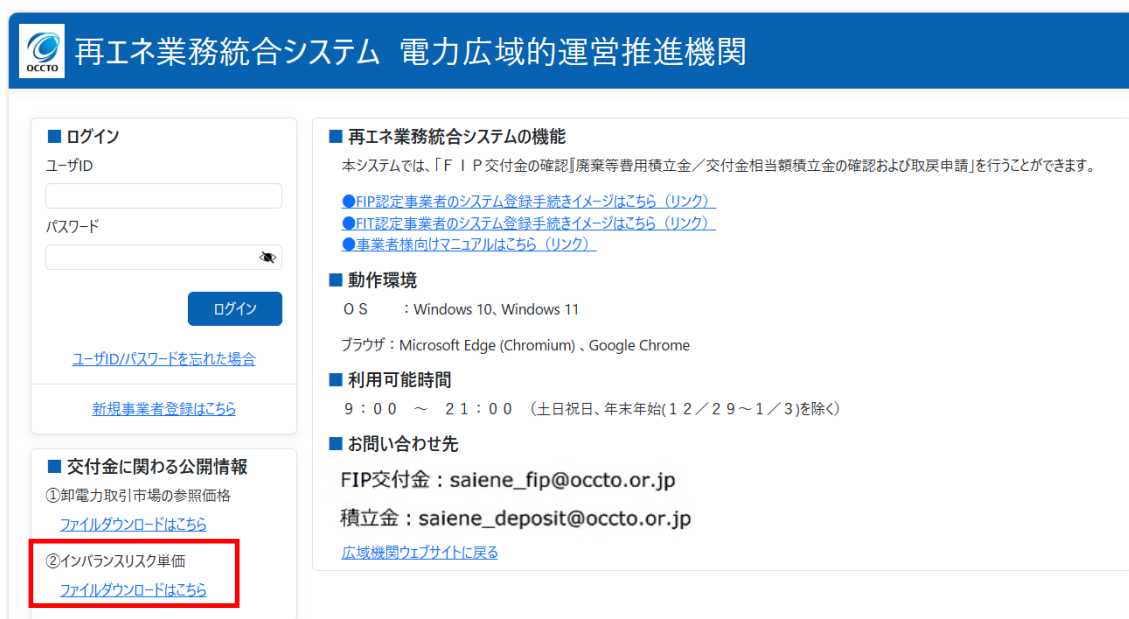 OCCTO
再エネ業務統合システム 電力広域的運営推進機関
■ ログイン
ユーザID
パスワード
ログイン
ユーザID/パスワードを忘れた場合
新規事業者登録はこちら
■ 交付金に関わる公開情報
①卸電力取引市場の参照価格
ファイルダウンロードはこちら
②インバランスリスク単価
ファイルダウンロードはこちら
■ 再エネ業務統合システムの機能
本システムでは、「ＦＩＰ交付金の確認」「廃棄等費用積立金／交付金相当額積立金の確認および取戻申請」を行うことができます。
●FIP認定事業者のシステム登録手続きイメージはこちら（リンク）
●FIT認定事業者のシステム登録手続きイメージはこちら（リンク）
●事業者様向けマニュアルはこちら（リンク）
■ 動作環境
ＯＳ ：Windows 10、Windows 11
ブラウザ：Microsoft Edge (Chromium) 、Google Chrome
■ 利用可能時間
９：００ ～ ２１：００ （土日祝日、年末年始(１２／２９～１／３)を除く）
■ お問い合わせ先
FIP交付金：saiene_fip@occto.or.jp
積立金：saiene_deposit@occto.or.jp
広域機関ウェブサイトに戻る